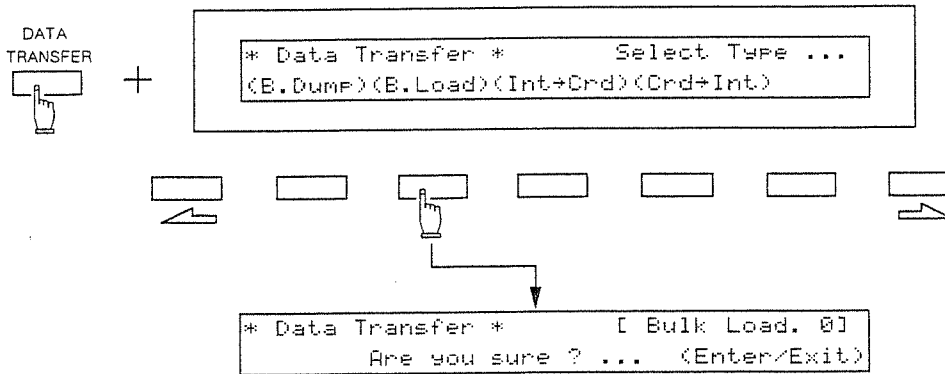 DATA
TRANSFER
+
* Data Transfer * Select Type ...
(B.Dump)(B.Load)(Int→Crd)(Crd→Int)
* Data Transfer * [ Bulk Load. 0]
Are you sure ? ... (Enter/Exit)